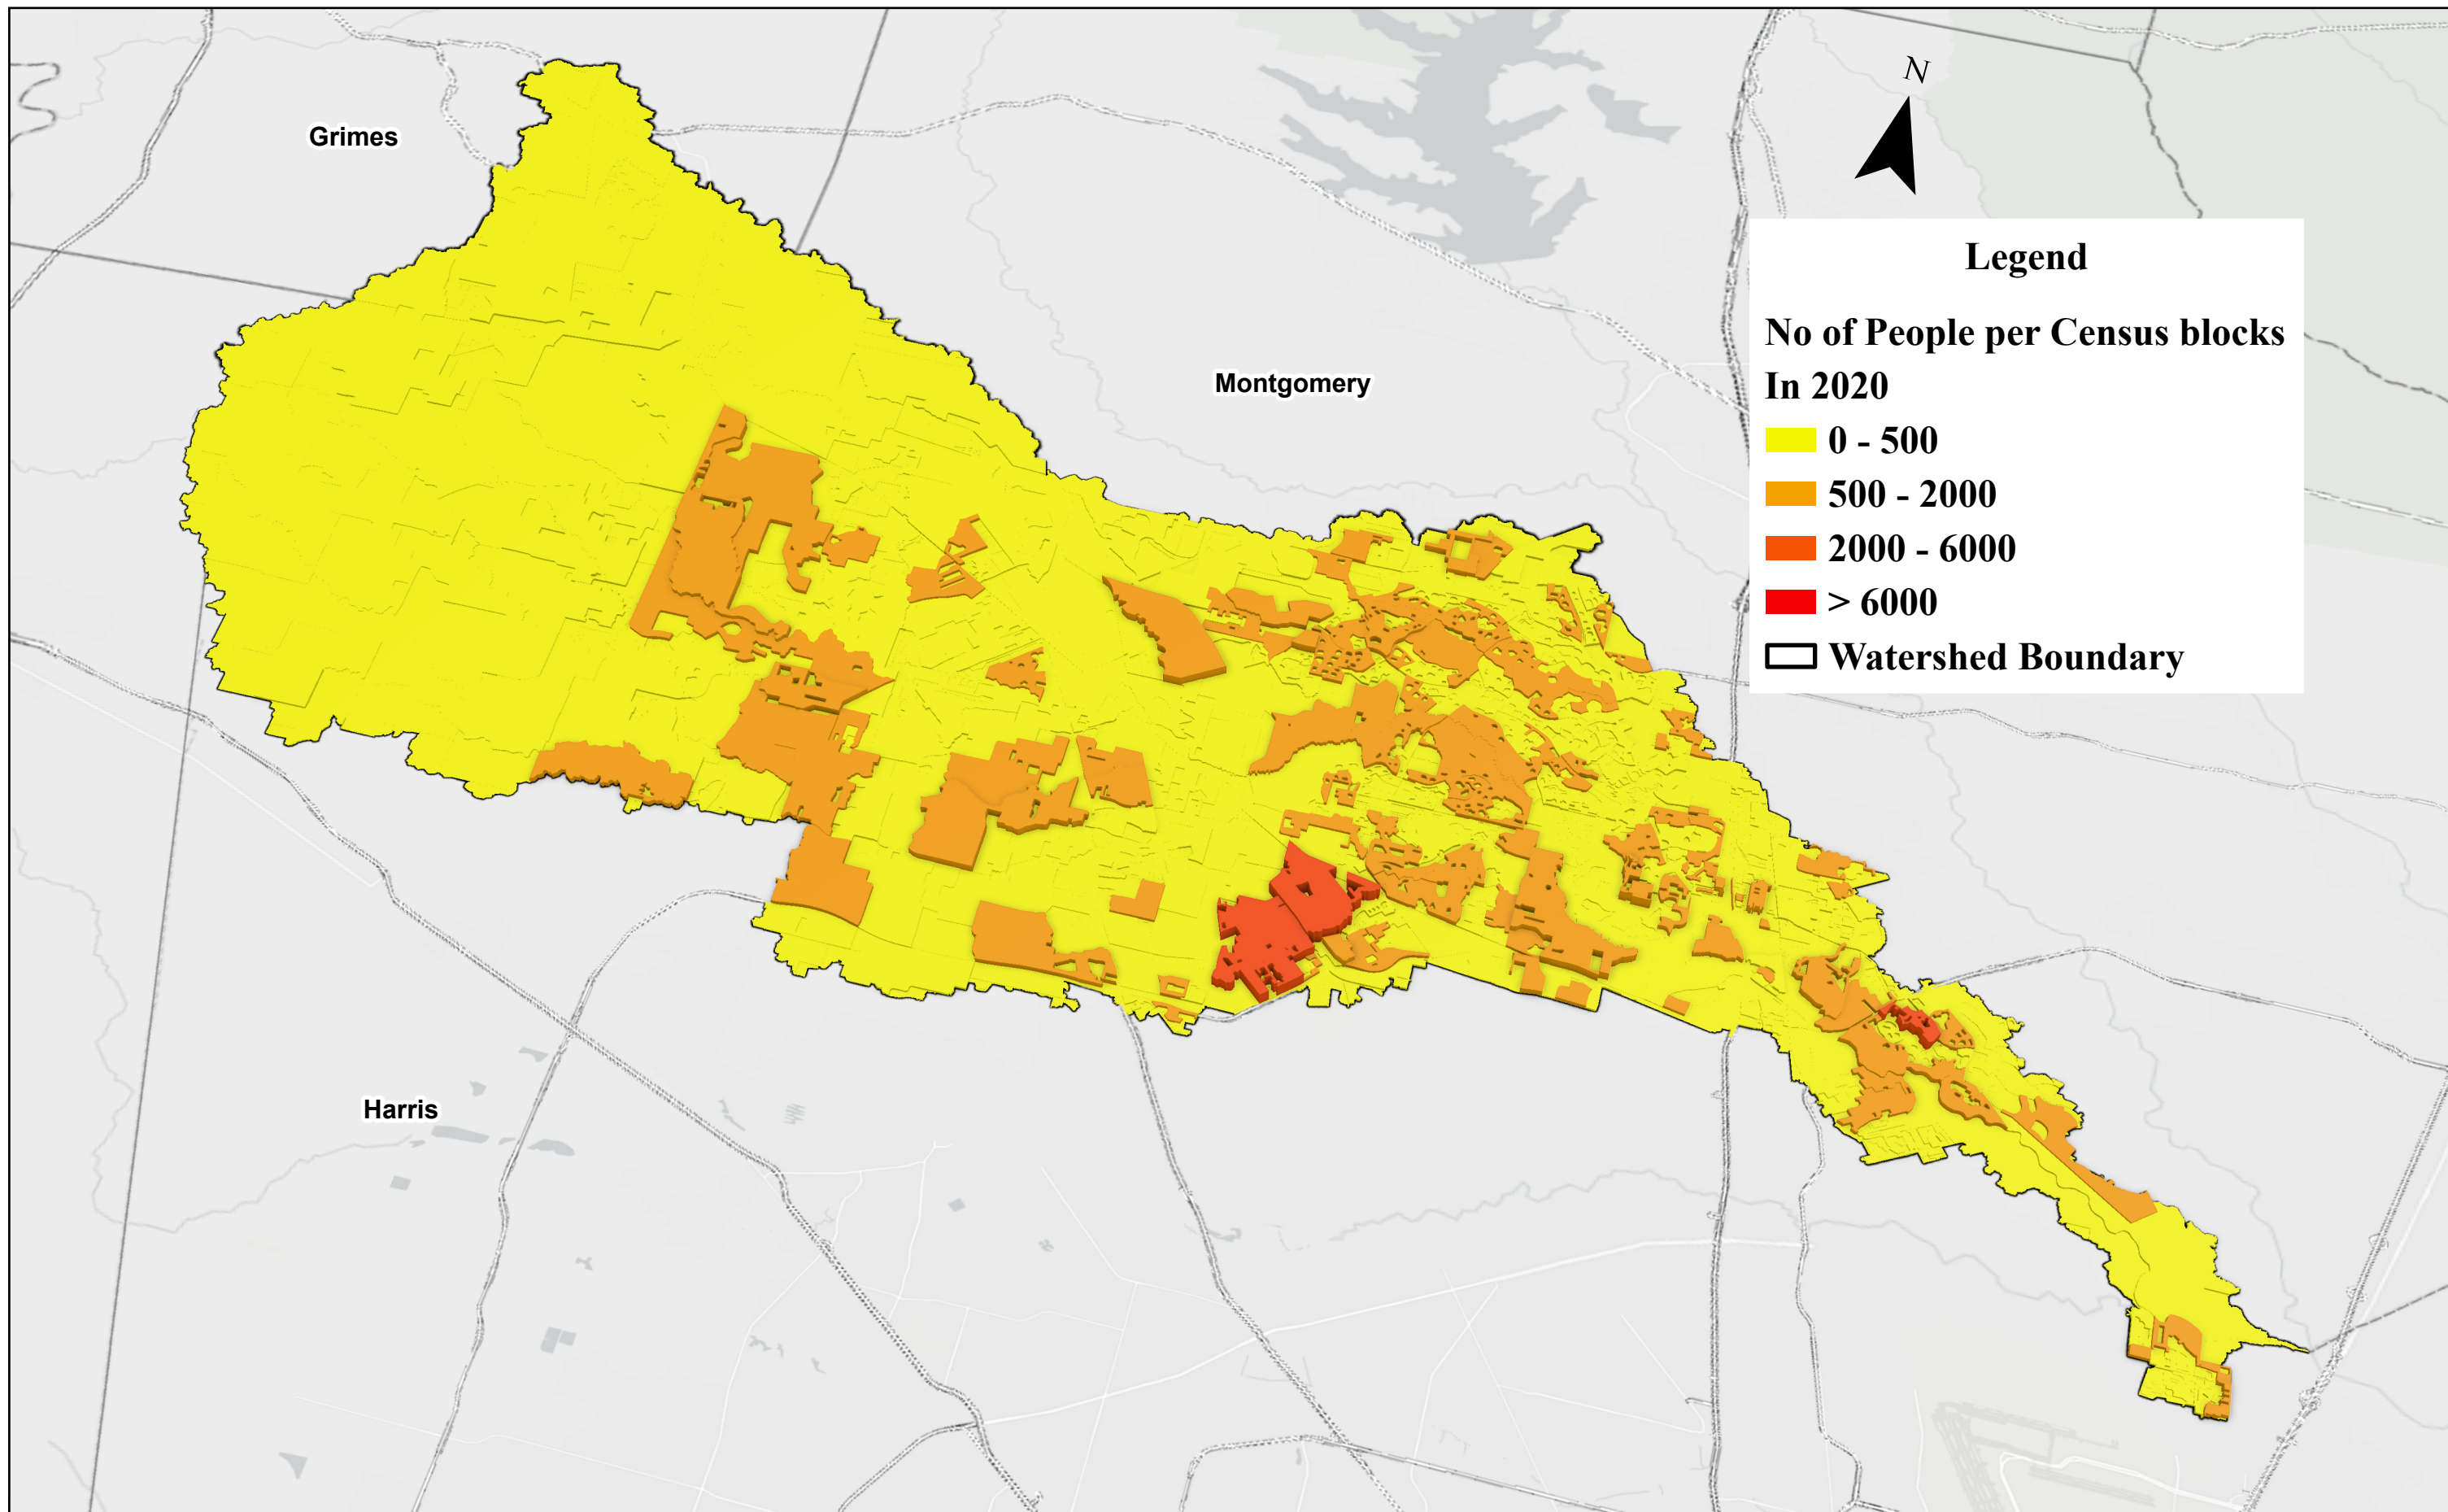 N
Grimes
Legend
No of People per Census blocks
In 2020
0 - 500
500 - 2000
2000 - 6000
> 6000
Watershed Boundary
Montgomery
Harris